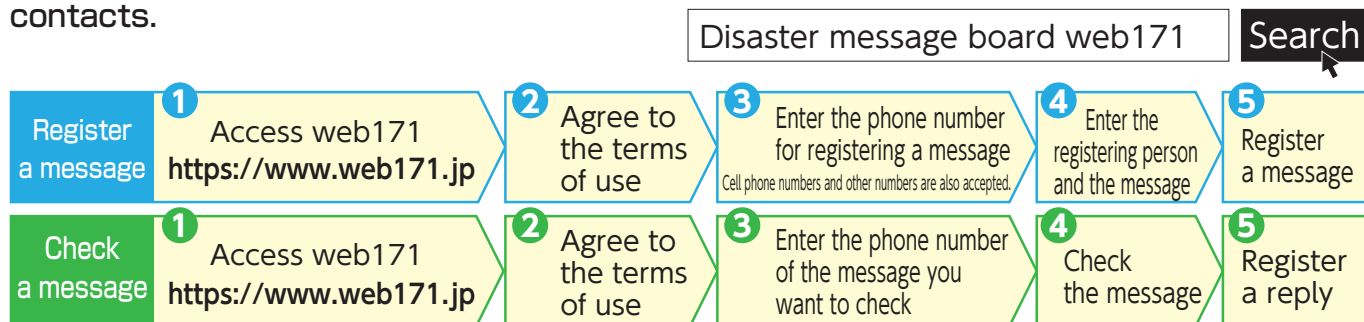 contacts.
Disaster message board web171
Search
Register
a message
1
Access web171
https://www.web171.jp
2
Agree to
the terms
of use
3
Enter the phone number
for registering a message
Cell phone numbers and other numbers are also accepted.
4
Enter the
registering person
and the message
5
Register
a message
Check
a message
1
Access web171
https://www.web171.jp
2
Agree to
the terms
of use
3
Enter the phone number
of the message you
want to check
4
Check
the message
5
Register
a reply